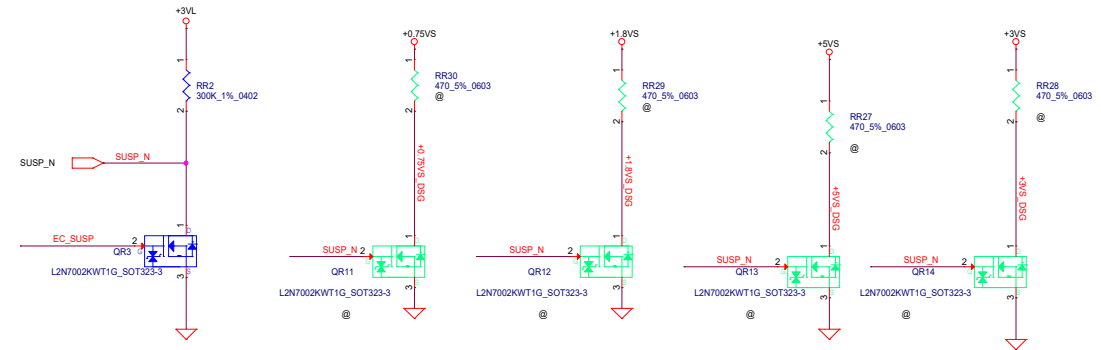 +3VL
1
RR2
300K_1%_0402
2
SUSP_N
SUSP_N
1
D
EC_SUSP
2
G
QR3
S
L2N7002KWT1G_SOT323-3
3
+0.75VS
1
RR30
470_5%_0603
@
2
+0.75VS_DSG
1
D
SUSP_N
2
G
QR11
S
L2N7002KWT1G_SOT323-3
3
@
+1.8VS
1
RR29
470_5%_0603
@
2
+1.8VS_DSG
1
D
SUSP_N
2
G
QR12
S
L2N7002KWT1G_SOT323-3
3
@
+5VS
1
RR27
470_5%_0603
@
2
+5VS_DSG
1
D
SUSP_N
2
G
QR13
S
L2N7002KWT1G_SOT323-3
3
@
+3VS
1
RR28
470_5%_0603
@
2
+3VS_DSG
1
D
SUSP_N
2
G
QR14
S
L2N7002KWT1G_SOT323-3
3
@